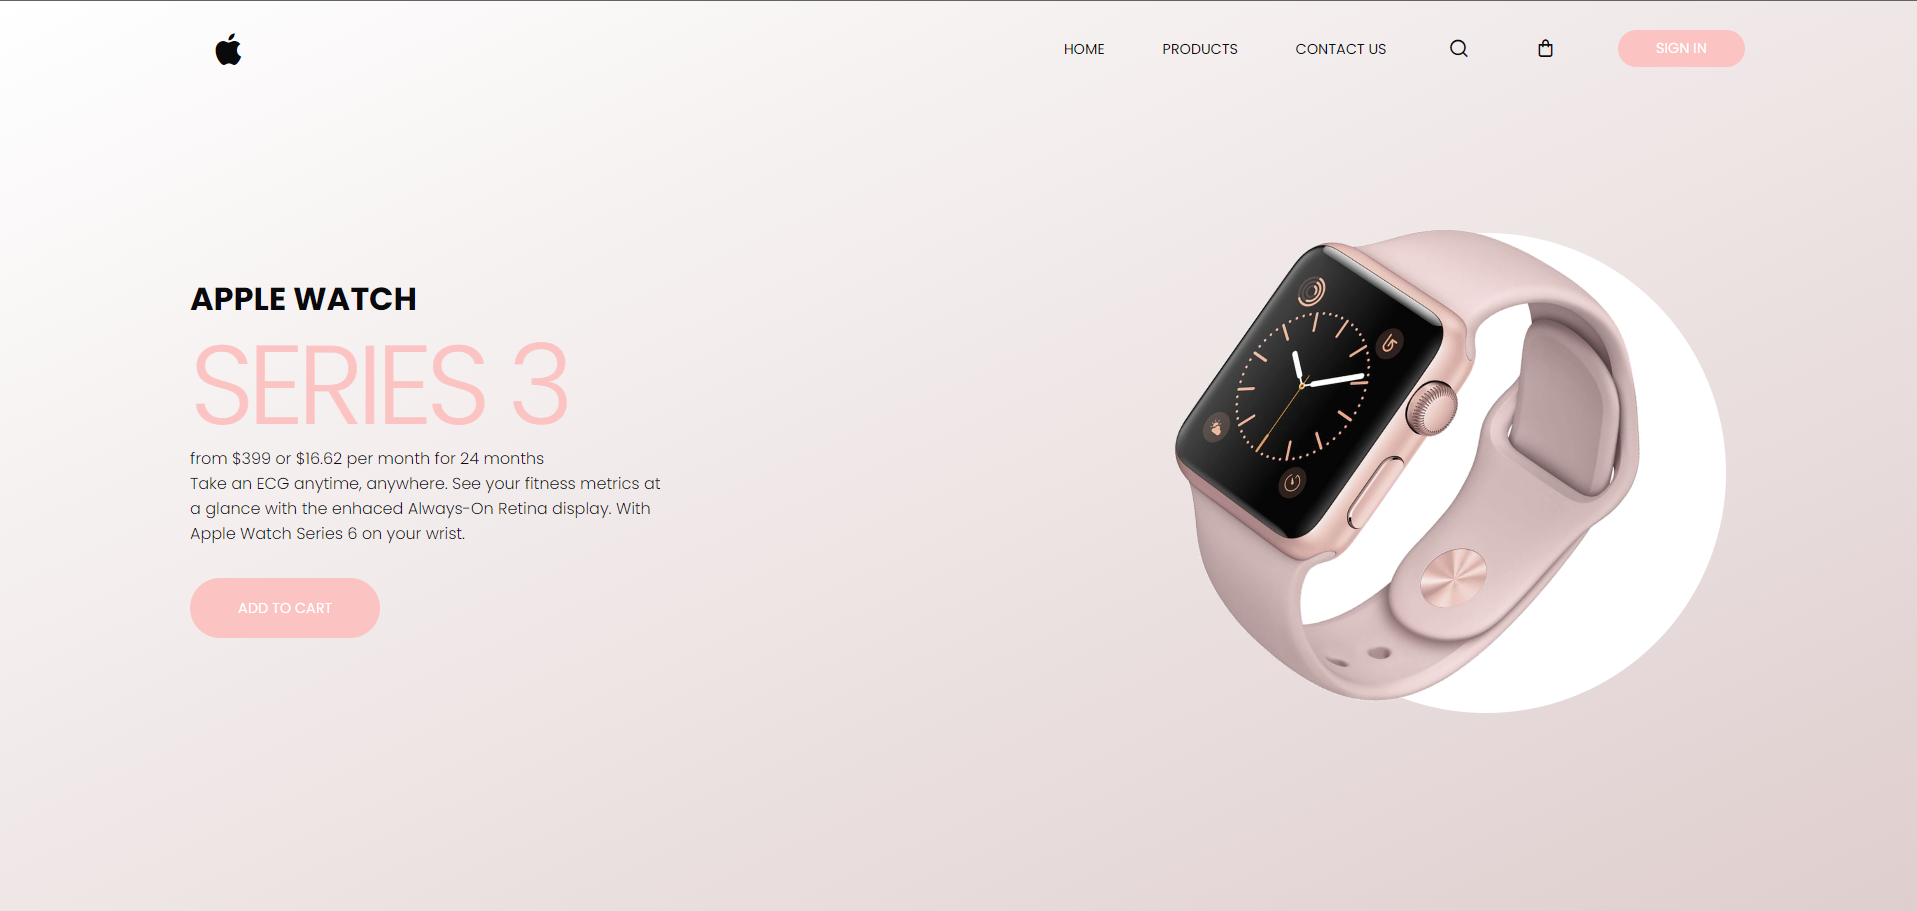 HOME
PRODUCTS
CONTACT US
SIGN IN
APPLE WATCH
SERIES 3
from $399 or $16.62 per month for 24 months
Take an ECG anytime, anywhere. See your fitness metrics at
a glance with the enhaced Always-On Retina display. With
Apple Watch Series 6 on your wrist.
ADD TO CART